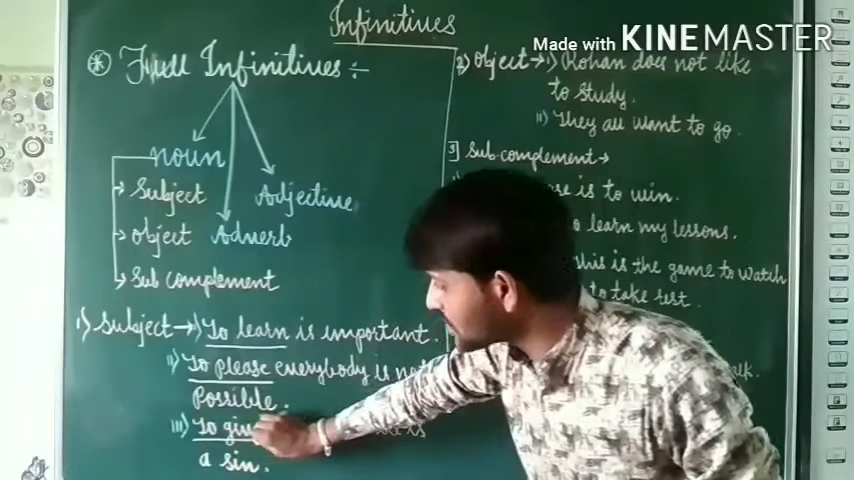 Infinitives
Made with KINEMASTER
* Full Infinitives :-
noun
Adjective
Adverb
Subject
Object
Sub complement
1) Subject → i) To learn is important.
ii) To please everybody is not
possible.
iii) To
a sin.
2) Object → i) Rohan does not like
to study.
ii) They all want to go.
3] Sub complement →
is to win.
to learn my lessons.
this is the game to watch
to take rest.